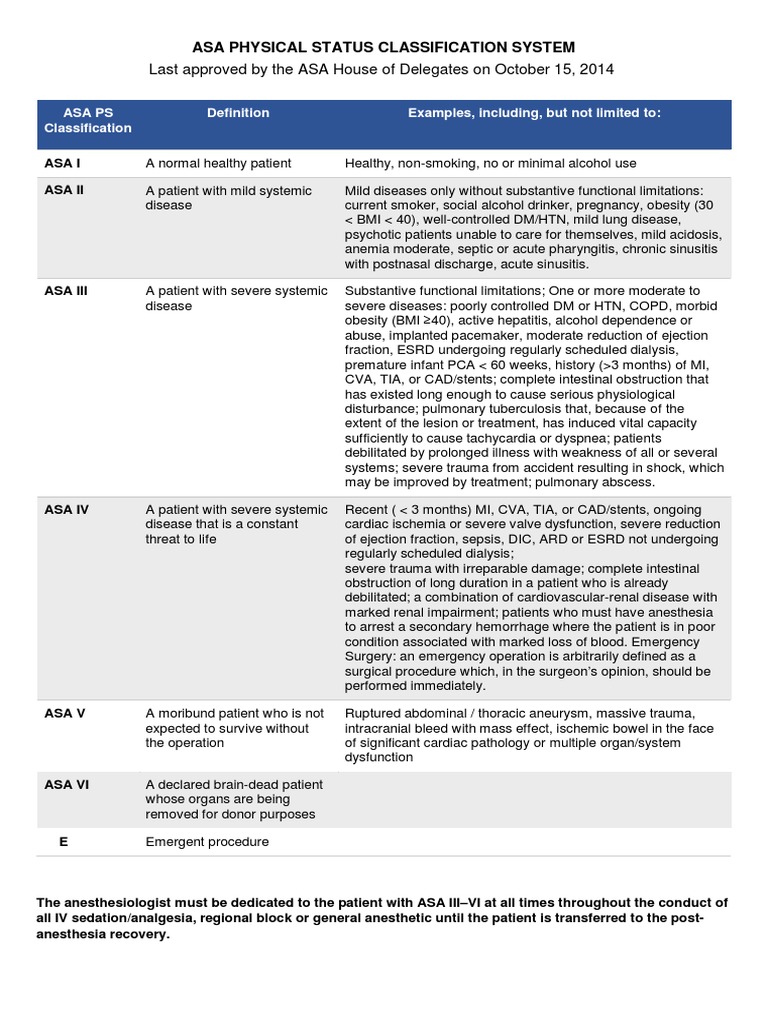 ASA PHYSICAL STATUS CLASSIFICATION SYSTEM
Last approved by the ASA House of Delegates on October 15, 2014
ASA PS
Classification
Definition
Examples, including, but not limited to:
ASA I
A normal healthy patient
Healthy, non-smoking, no or minimal alcohol use
ASA II
A patient with mild systemic
disease
Mild diseases only without substantive functional limitations:
current smoker, social alcohol drinker, pregnancy, obesity (30
< BMI < 40), well-controlled DM/HTN, mild lung disease,
psychotic patients unable to care for themselves, mild acidosis,
anemia moderate, septic or acute pharyngitis, chronic sinusitis
with postnasal discharge, acute sinusitis.
ASA III
A patient with severe systemic
disease
Substantive functional limitations; One or more moderate to
severe diseases: poorly controlled DM or HTN, COPD, morbid
obesity (BMI ≥40), active hepatitis, alcohol dependence or
abuse, implanted pacemaker, moderate reduction of ejection
fraction, ESRD undergoing regularly scheduled dialysis,
premature infant PCA < 60 weeks, history (>3 months) of MI,
CVA, TIA, or CAD/stents; complete intestinal obstruction that
has existed long enough to cause serious physiological
disturbance; pulmonary tuberculosis that, because of the
extent of the lesion or treatment, has induced vital capacity
sufficiently to cause tachycardia or dyspnea; patients
debilitated by prolonged illness with weakness of all or several
systems; severe trauma from accident resulting in shock, which
may be improved by treatment; pulmonary abscess.
ASA IV
A patient with severe systemic
disease that is a constant
threat to life
Recent ( < 3 months) MI, CVA, TIA, or CAD/stents, ongoing
cardiac ischemia or severe valve dysfunction, severe reduction
of ejection fraction, sepsis, DIC, ARD or ESRD not undergoing
regularly scheduled dialysis;
severe trauma with irreparable damage; complete intestinal
obstruction of long duration in a patient who is already
debilitated; a combination of cardiovascular-renal disease with
marked renal impairment; patients who must have anesthesia
to arrest a secondary hemorrhage where the patient is in poor
condition associated with marked loss of blood. Emergency
Surgery: an emergency operation is arbitrarily defined as a
surgical procedure which, in the surgeon's opinion, should be
performed immediately.
ASA V
A moribund patient who is not
expected to survive without
the operation
Ruptured abdominal / thoracic aneurysm, massive trauma,
intracranial bleed with mass effect, ischemic bowel in the face
of significant cardiac pathology or multiple organ/system
dysfunction
ASA VI
A declared brain-dead patient
whose organs are being
removed for donor purposes
E
Emergent procedure
The anesthesiologist must be dedicated to the patient with ASA III–VI at all times throughout the conduct of
all IV sedation/analgesia, regional block or general anesthetic until the patient is transferred to the post-
anesthesia recovery.